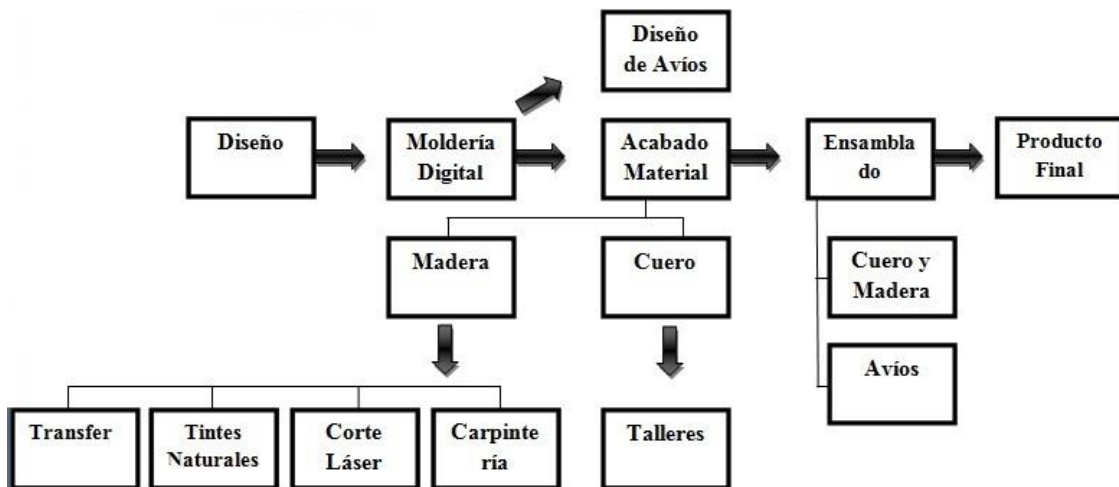 Diseño
de Avíos
Diseño
Moldería
Digital
Acabado
Material
Ensambla
do
Producto
Final
Madera
Cuero
Cuero y
Madera
Avíos
Transfer
Tintes
Naturales
Corte
Láser
Carpinte
ría
Talleres